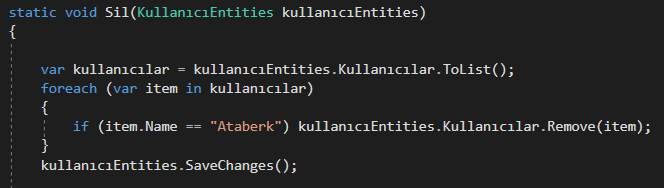 static void Sil(KullanıcıEntities kullanıcıEntities)
{
var kullanıcılar = kullanıcıEntities.Kullanıcılar.ToList();
foreach (var item in kullanıcılar)
{
if (item.Name == "Ataberk") kullanıcıEntities.Kullanıcılar.Remove(item);
}
kullanıcıEntities.SaveChanges();